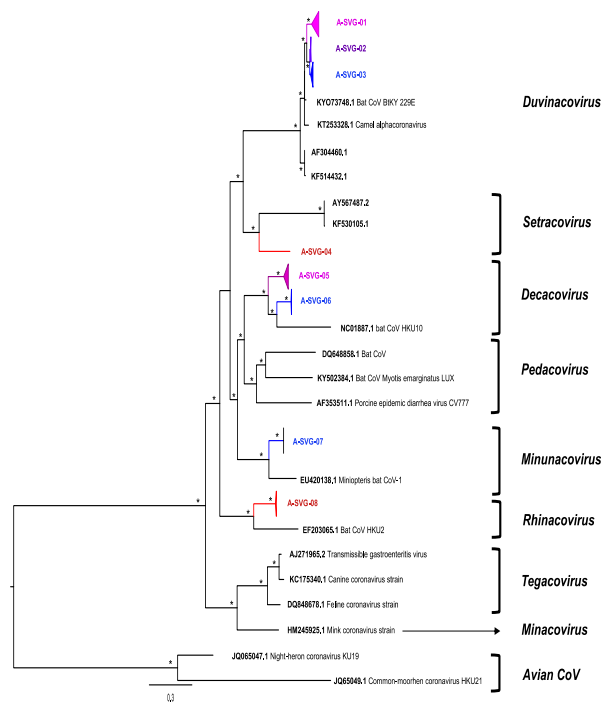 A-SVG-01
A-SVG-02
A-SVG-03
KYO73748.1 Bat CoV BtKY 229E
Duvinacovirus
KT253328.1 Camel alphacoronavirus
AF304460.1
KF514432.1
AY567487.2
KF530105.1
Setracovirus
A-SVG-04
A-SVG-05
A-SVG-06
Decacovirus
NC01887,1 bat CoV HKU10
DQ648858.1 Bat CoV
Pedacovirus
KY502384,1 Bat CoV Myotis emarginatus LUX
AF353511.1 Porcine epidemic diarrhea virus CV777
A-SVG-07
Minunacovirus
EU420138,1 Miniopteris bat CoV-1
A-SVG-08
Rhinacovirus
EF203065.1 Bat CoV HKU2
AJ271965,2 Transmissible gastroenteritis virus
KC175340,1 Canine coronavirus strain
Tegacovirus
DQ848678,1 Feline coronavirus strain
HM245925,1 Mink coronavirus strain
Minacovirus
JQ065047,1 Night-heron coronavirus KU19
Avian CoV
JQ65049.1 Common-moorhen coronavirus HKU21
0,3